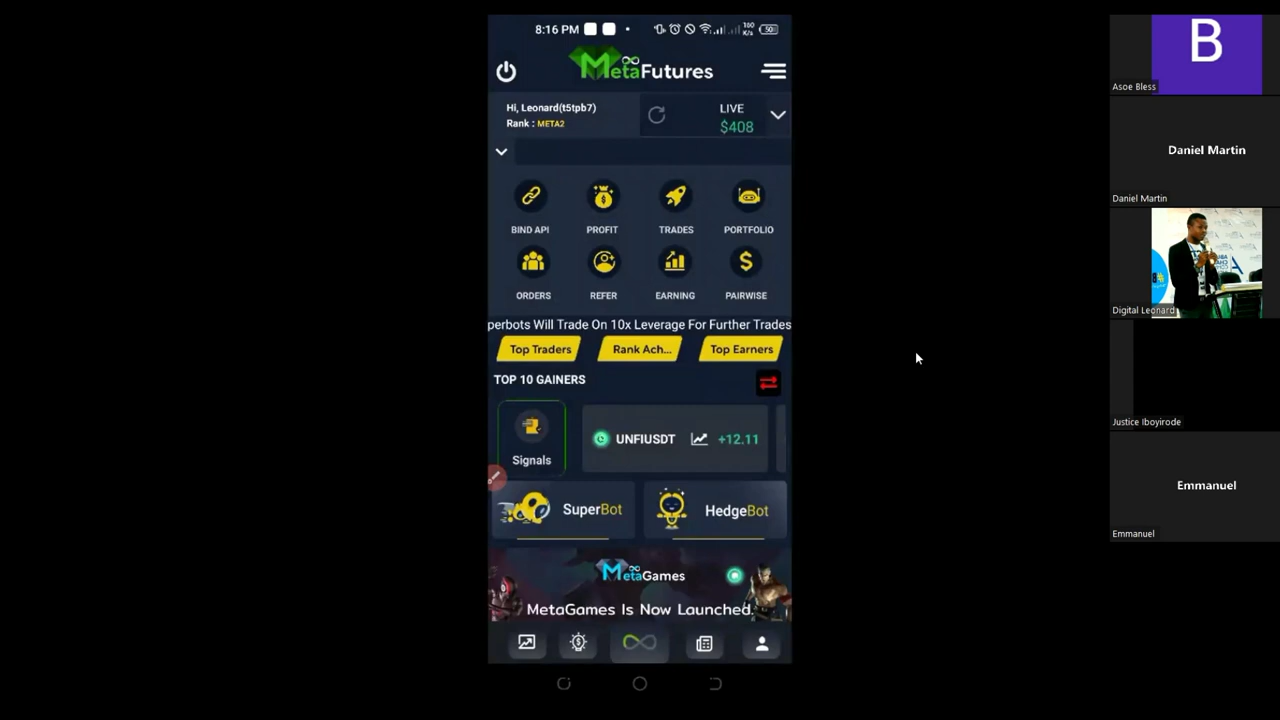 8:16 PM
160
K/s
50
MetaFutures
Hi, Leonard(t5tpb7)
Rank : META2
LIVE
$408
BIND API
PROFIT
TRADES
PORTFOLIO
ORDERS
REFER
EARNING
PAIRWISE
perbots Will Trade On 10x Leverage For Further Trades
Top Traders
Rank Ach...
Top Earners
TOP 10 GAINERS
Signals
UNFIUSDT
+12.11
SuperBot
HedgeBot
MetaGames
MetaGames Is Now Launched.
B
Asoe Bless
Daniel Martin
Daniel Martin
Digital Leonard
Justice Iboyirode
Emmanuel
Emmanuel